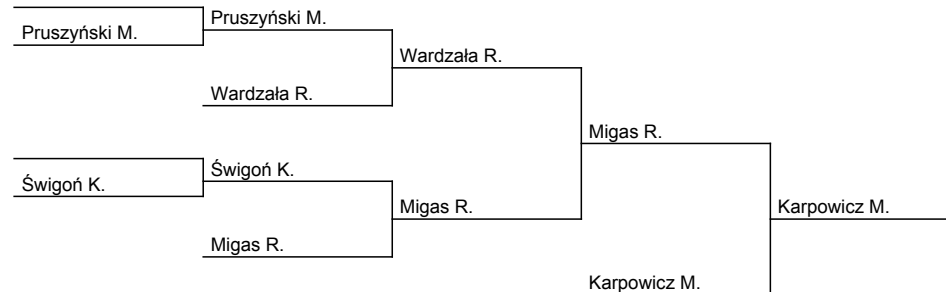 Pruszyński M.
Pruszyński M.
Wardzała R.
Wardzała R.
Migas R.
Świgoń K.
Świgoń K.
Migas R.
Karpowicz M.
Migas R.
Karpowicz M.